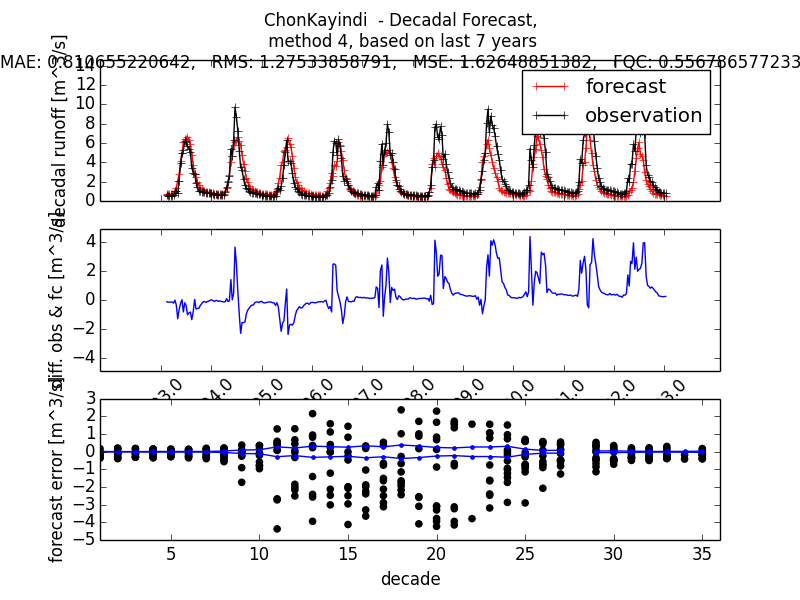 ChonKayindi - Decadal Forecast,
method 4, based on last 7 years
MAE: 0.810655220642, RMS: 1.27533858791, MSE: 1.62648851382, FQC: 0.556786577233
decadal runoff [m^3/s]
14
12
10
8
6
4
2
0
forecast
observation
diff. obs & fc [m^3/s]
4
2
0
−2
−4
forecast error [m^3/s]
3
2
1
0
−1
−2
−3
−4
−5
5 10 15 20 25 30 35
decade